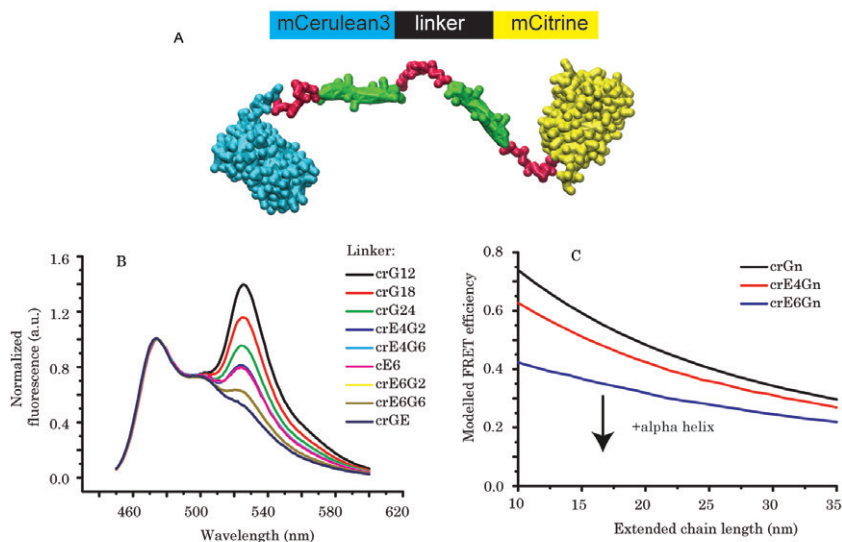 mCerulean3 linker mCitrine
A
B
Linker:
crG12
crG18
crG24
crE4G2
crE4G6
cE6
crE6G2
crE6G6
crGE
Normalized
fluorescence (a.u.)
1.6
1.2
0.8
0.4
0.0
460 500 540 580 620
Wavelength (nm)
C
crGn
crE4Gn
crE6Gn
+alpha helix
Modelled FRET efficiency
0.8
0.6
0.4
0.2
0.0
10 15 20 25 30 35
Extended chain length (nm)